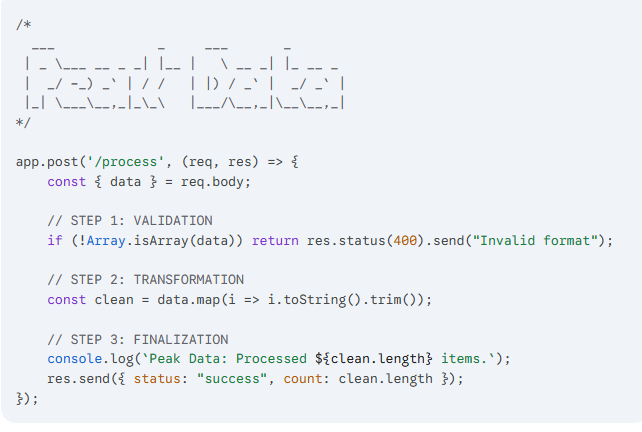 /*
  ___              _     ___       _
 | _ \___ __ _ _| |__ |   \ __ _| |_ __ _
 |  _/ -_) _` | / /   | |) / _` |  _/ _` |
 |_| \___\__,_|_\_\   |___/\__,_|\__\__,_|
*/

app.post('/process', (req, res) => {
    const { data } = req.body;

    // STEP 1: VALIDATION
    if (!Array.isArray(data)) return res.status(400).send("Invalid format");

    // STEP 2: TRANSFORMATION
    const clean = data.map(i => i.toString().trim());

    // STEP 3: FINALIZATION
    console.log(`Peak Data: Processed ${clean.length} items.`);
    res.send({ status: "success", count: clean.length });
});